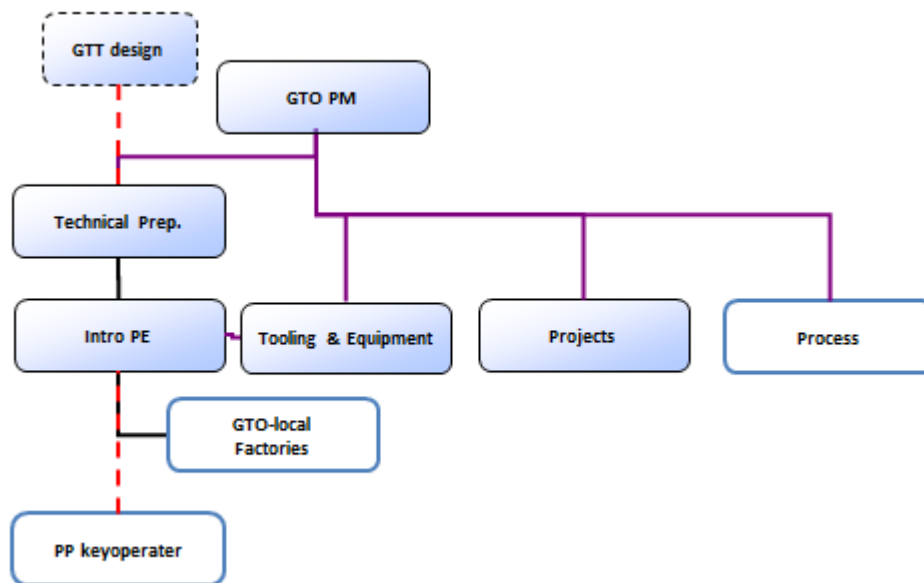 GTT design
GTO PM
Technical Prep.
Intro PE
Tooling & Equipment
Projects
Process
GTO-local
Factories
PP keyoperater